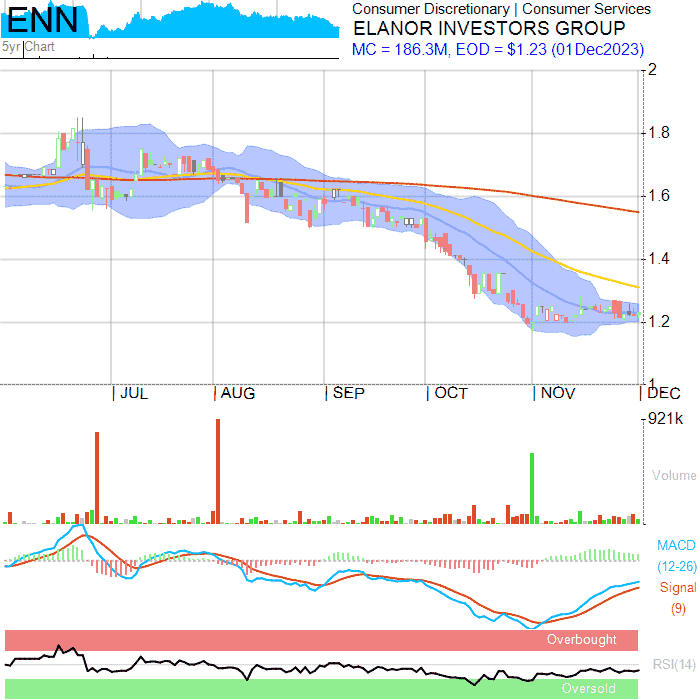 ENN
5yr Chart
Consumer Discretionary | Consumer Services
ELANOR INVESTORS GROUP
MC = 186.3M, EOD = $1.23 (01Dec2023)
2
1.8
1.6
1.4
1.2
1
JUL AUG SEP OCT NOV DEC
921k
Volume
MACD
(12-26)
Signal
(9)
Overbought
RSI(14)
Oversold